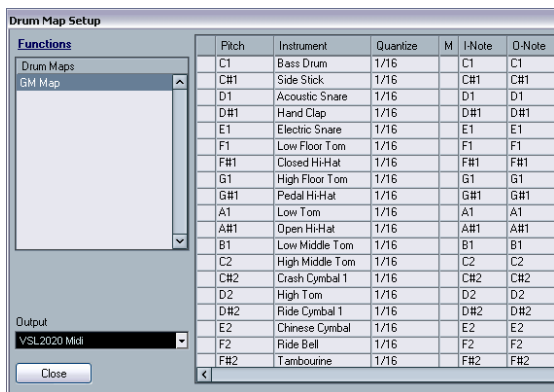 Drum Map Setup
Functions
Drum Maps
GM Map
Output
VSL2020 Midi
Close
Pitch Instrument Quantize M I-Note O-Note
C1 Bass Drum 1/16 C1 C1
C#1 Side Stick 1/16 C#1 C#1
D1 Acoustic Snare 1/16 D1 D1
D#1 Hand Clap 1/16 D#1 D#1
E1 Electric Snare 1/16 E1 E1
F1 Low Floor Tom 1/16 F1 F1
F#1 Closed Hi-Hat 1/16 F#1 F#1
G1 High Floor Tom 1/16 G1 G1
G#1 Pedal Hi-Hat 1/16 G#1 G#1
A1 Low Tom 1/16 A1 A1
A#1 Open Hi-Hat 1/16 A#1 A#1
B1 Low Middle Tom 1/16 B1 B1
C2 High Middle Tom 1/16 C2 C2
C#2 Crash Cymbal 1 1/16 C#2 C#2
D2 High Tom 1/16 D2 D2
D#2 Ride Cymbal 1 1/16 D#2 D#2
E2 Chinese Cymbal 1/16 E2 E2
F2 Ride Bell 1/16 F2 F2
F#2 Tambourine 1/16 F#2 F#2